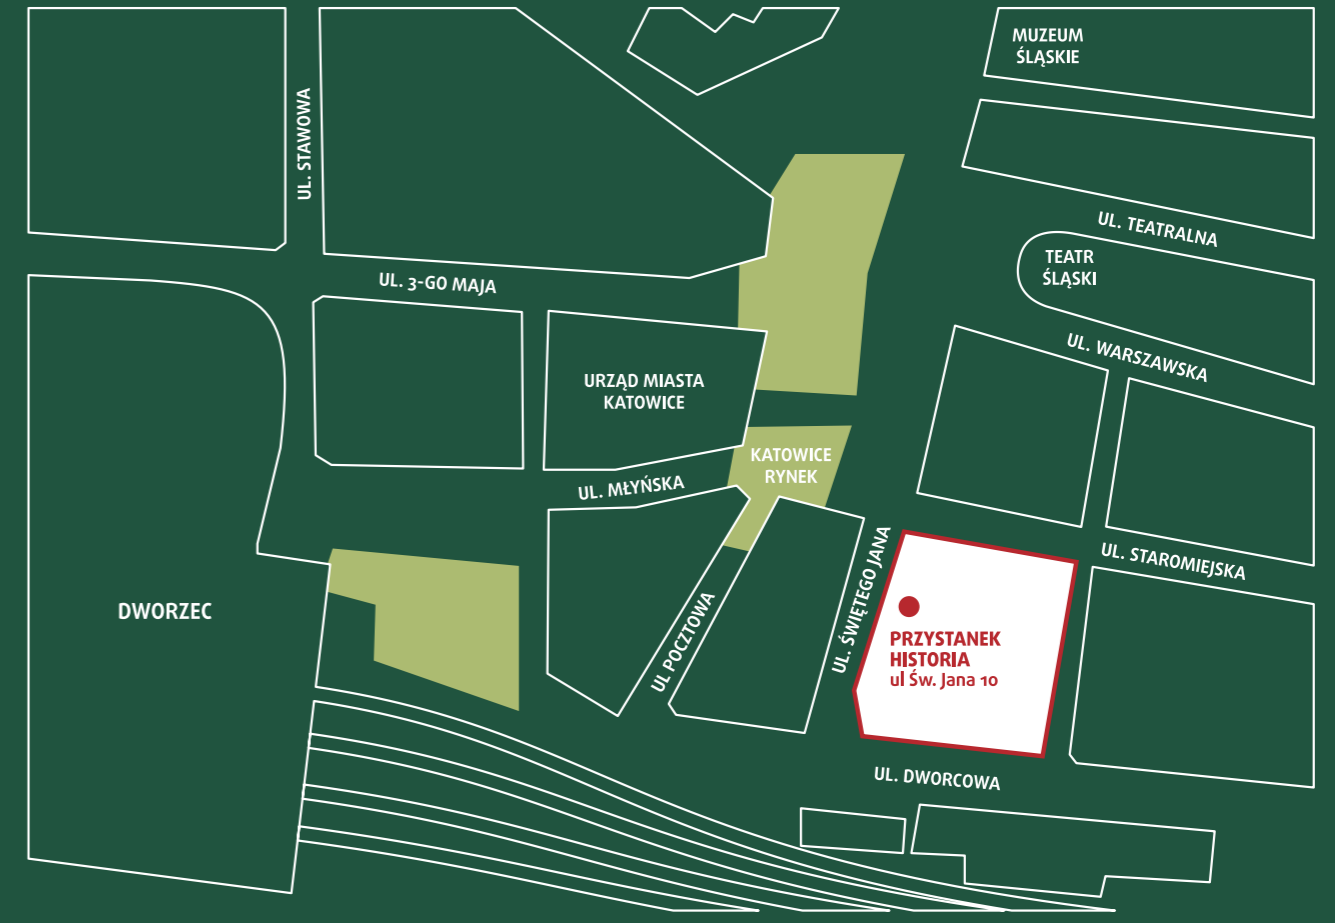 MUZEUM
ŚLĄSKIE
UL. STAWOWA
UL. TEATRALNA
TEATR
ŚLĄSKI
UL. 3-GO MAJA
UL. WARSZAWSKA
URZĄD MIASTA
KATOWICE
KATOWICE
RYNEK
UL. MŁYŃSKA
UL. STAROMIEJSKA
UL. ŚWIĘTEGO JANA
DWORZEC
UL POCZTOWA
PRZYSTANEK
HISTORIA
ul Św. Jana 10
UL. DWORCOWA